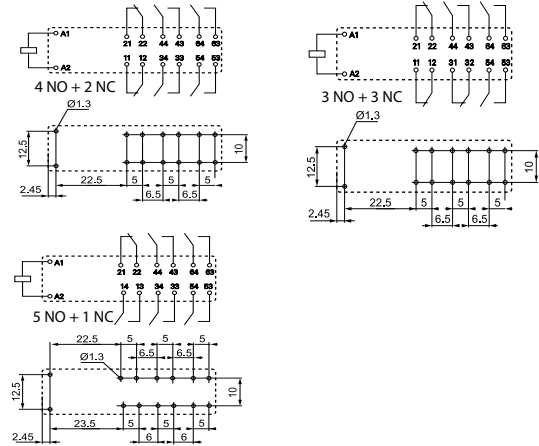 A1
21 22 44 43 64 63
11 12 34 33 54 53
A2
4 NO + 2 NC
Ø1.3
12.5
10
22.5 5 5 5
2.45
6.5 6.5
A1
21 22 44 43 64 63
11 12 31 32 54 53
A2
3 NO + 3 NC
Ø1.3
12.5
10
22.5 5 5 5
2.45
6.5 6.5
A1
21 22 44 43 64 63
14 13 34 33 54 53
A2
5 NO + 1 NC
22.5 5 5 5
Ø1.3
6.5 6.5
12.5
10
23.5 5 5 5
2.45
6 6